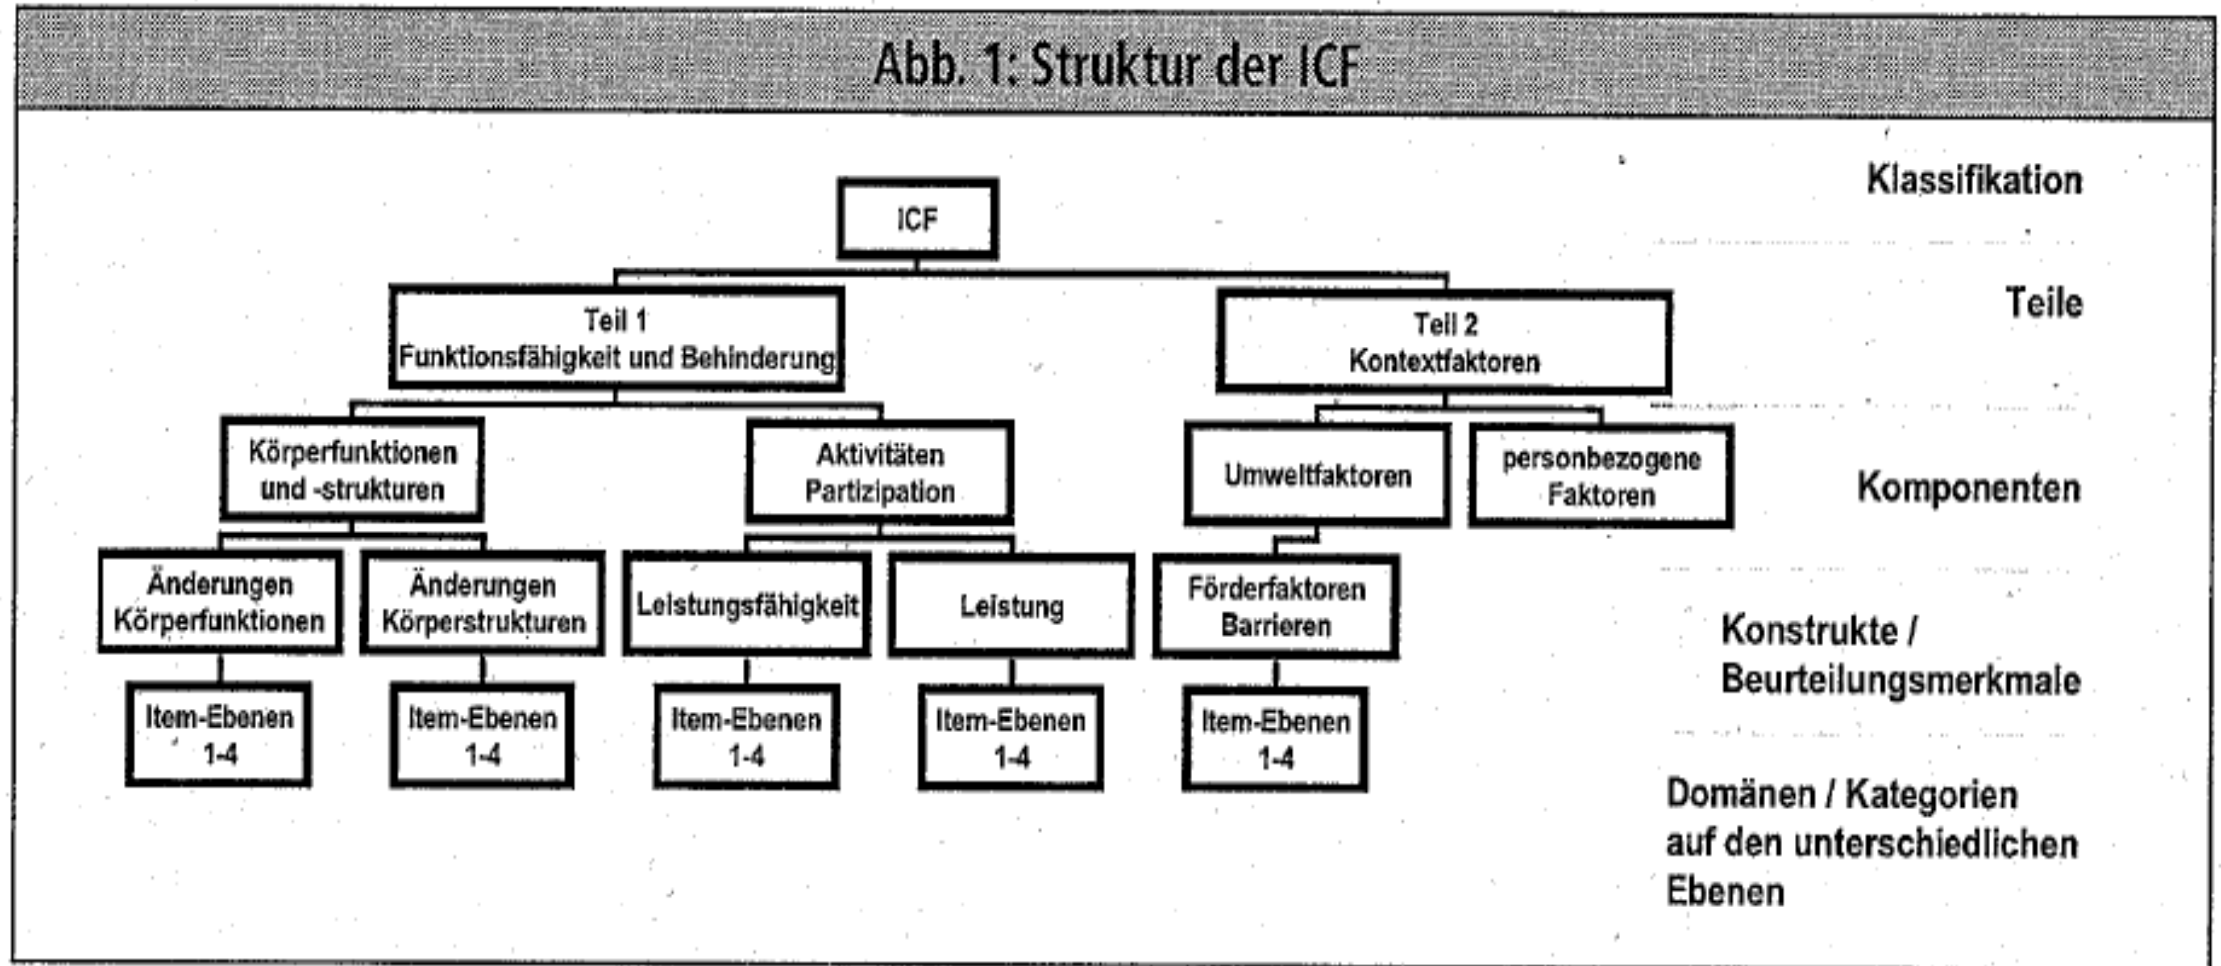 Abb. 1: Struktur der ICF
Klassifikation
ICF
Teile
Teil 1
Funktionsfähigkeit und Behinderung
Teil 2
Kontextfaktoren
Komponenten
Körperfunktionen
und -strukturen
Aktivitäten
Partizipation
Umweltfaktoren
personbezogene
Faktoren
Konstrukte /
Beurteilungsmerkmale
Änderungen
Körperfunktionen
Änderungen
Körperstrukturen
Leistungsfähigkeit
Leistung
Förderfaktoren
Barrieren
Item-Ebenen
1-4
Item-Ebenen
1-4
Item-Ebenen
1-4
Item-Ebenen
1-4
Item-Ebenen
1-4
Domänen / Kategorien
auf den unterschiedlichen
Ebenen